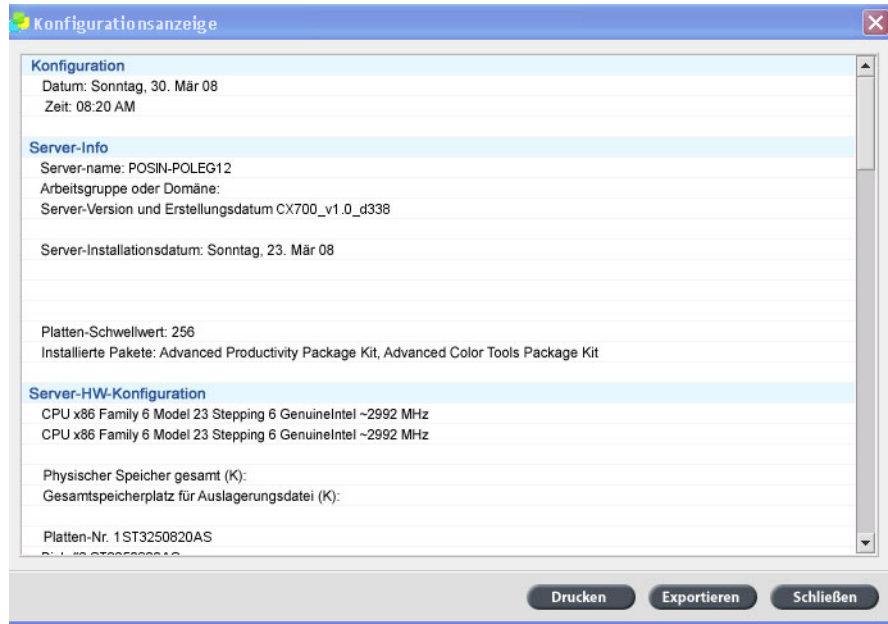 Konfigurationsanzeige
Konfiguration
Datum: Sonntag, 30. Mär 08
Zeit: 08:20 AM
Server-Info
Server-name: POSIN-POLEG12
Arbeitsgruppe oder Domäne:
Server-Version und Erstellungsdatum CX700_v1.0_d338
Server-Installationsdatum: Sonntag, 23. Mär 08
Platten-Schwellwert: 256
Installierte Pakete: Advanced Productivity Package Kit, Advanced Color Tools Package Kit
Server-HW-Konfiguration
CPU x86 Family 6 Model 23 Stepping 6 GenuineIntel ~2992 MHz
CPU x86 Family 6 Model 23 Stepping 6 GenuineIntel ~2992 MHz
Physischer Speicher gesamt (K):
Gesamtspeicherplatz für Auslagerungsdatei (K):
Platten-Nr. 1 ST3250820AS
Drucken
Exportieren
Schließen